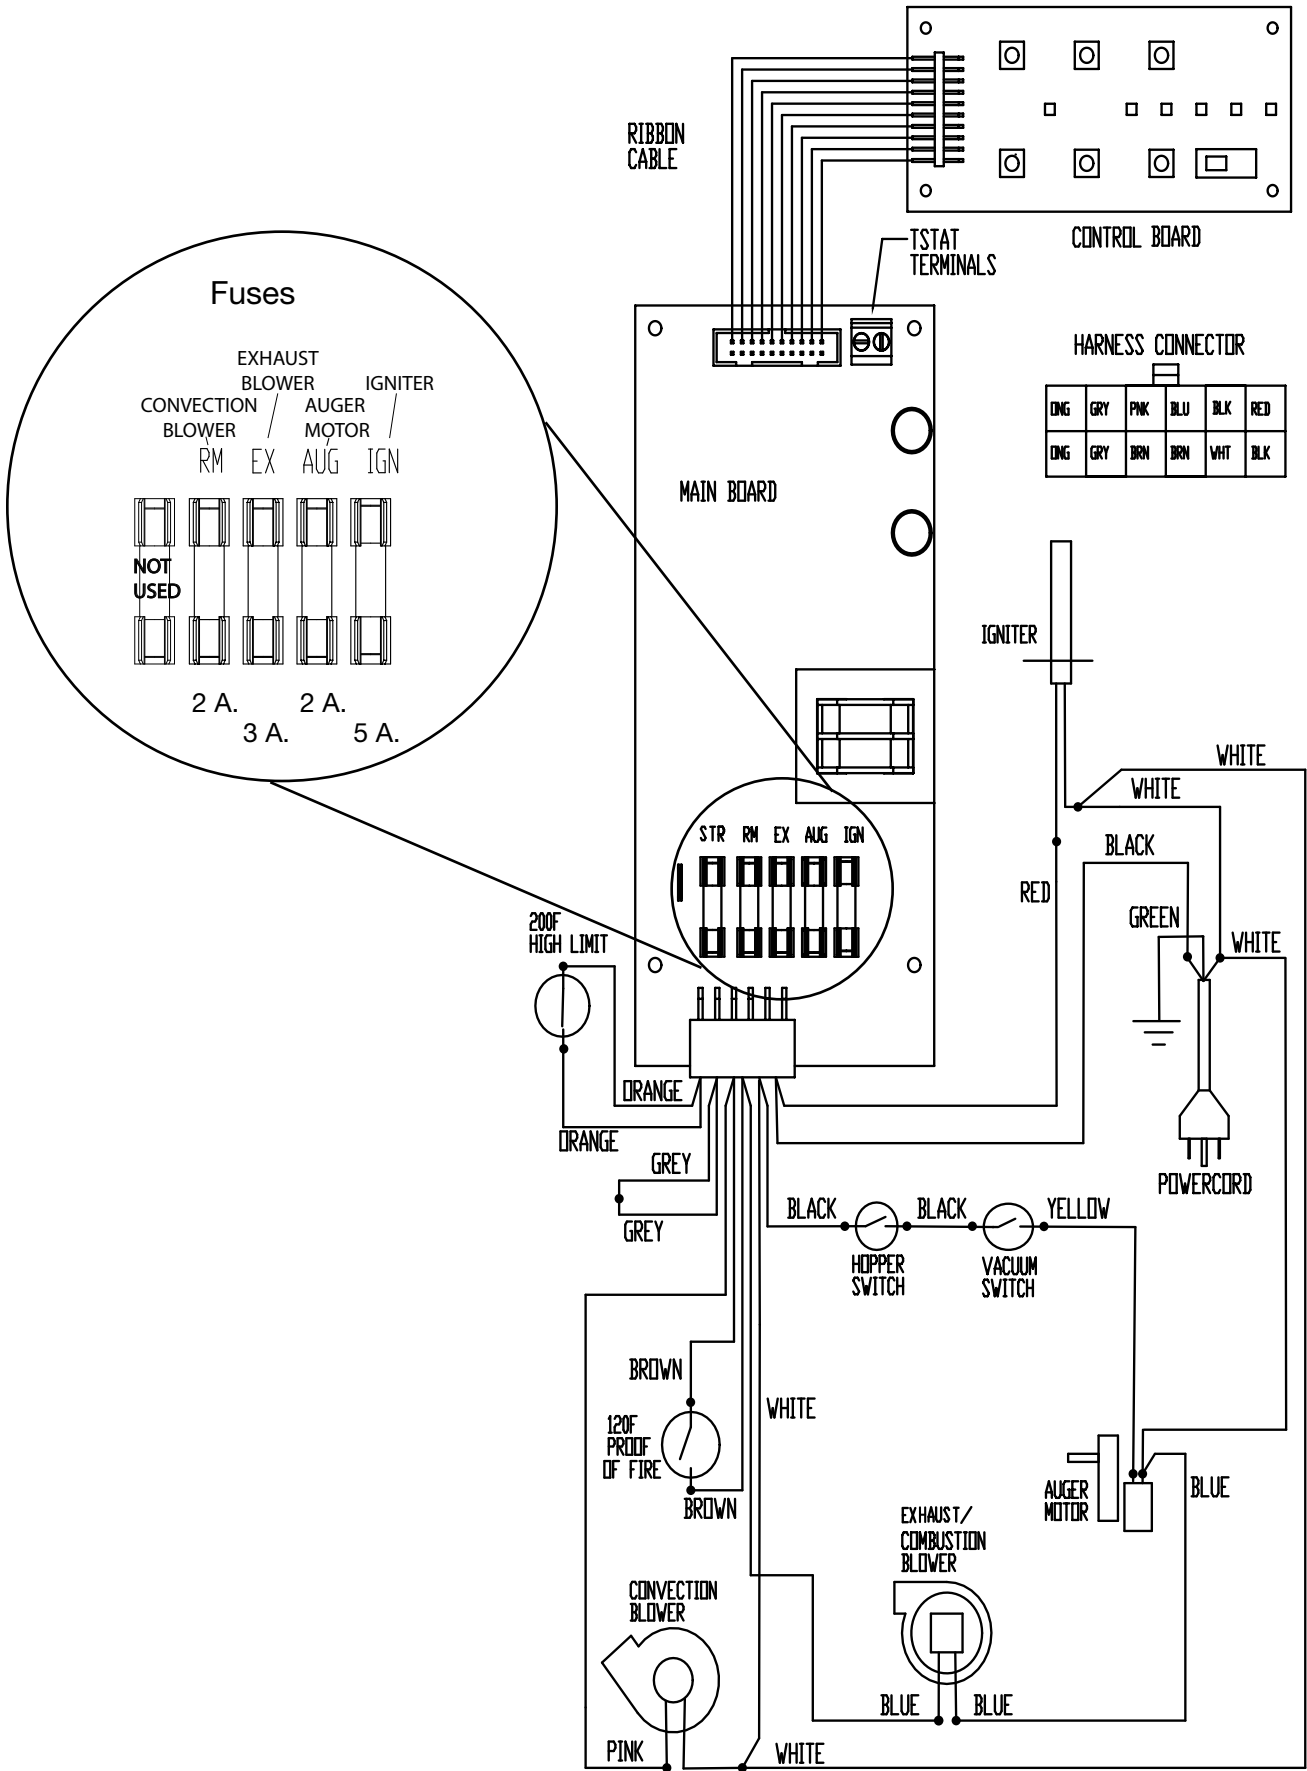 RIBBON
CABLE
CONTROL BOARD
TSTAT
TERMINALS
Fuses
EXHAUST
BLOWER
IGNITER
CONVECTION
BLOWER
AUGER
MOTOR
RM EX AUG IGN
NOT
USED
2 A. 2 A.
3 A. 5 A.
HARNESS CONNECTOR
ONG GRY PNK BLU BLK RED
ONG GRY BRN BRN WHT BLK
MAIN BOARD
IGNITER
WHITE
WHITE
BLACK
STR RM EX AUG IGN
RED
GREEN
WHITE
200F
HIGH LIMIT
ORANGE
ORANGE
GREY
GREY
POWERCORD
BLACK
BLACK
YELLOW
HOPPER
SWITCH
VACUUM
SWITCH
BROWN
WHITE
120F
PROOF
OF FIRE
BROWN
AUGER
MOTOR
BLUE
EXHAUST/
COMBUSTION
BLOWER
CONVECTION
BLOWER
BLUE
BLUE
PINK
WHITE